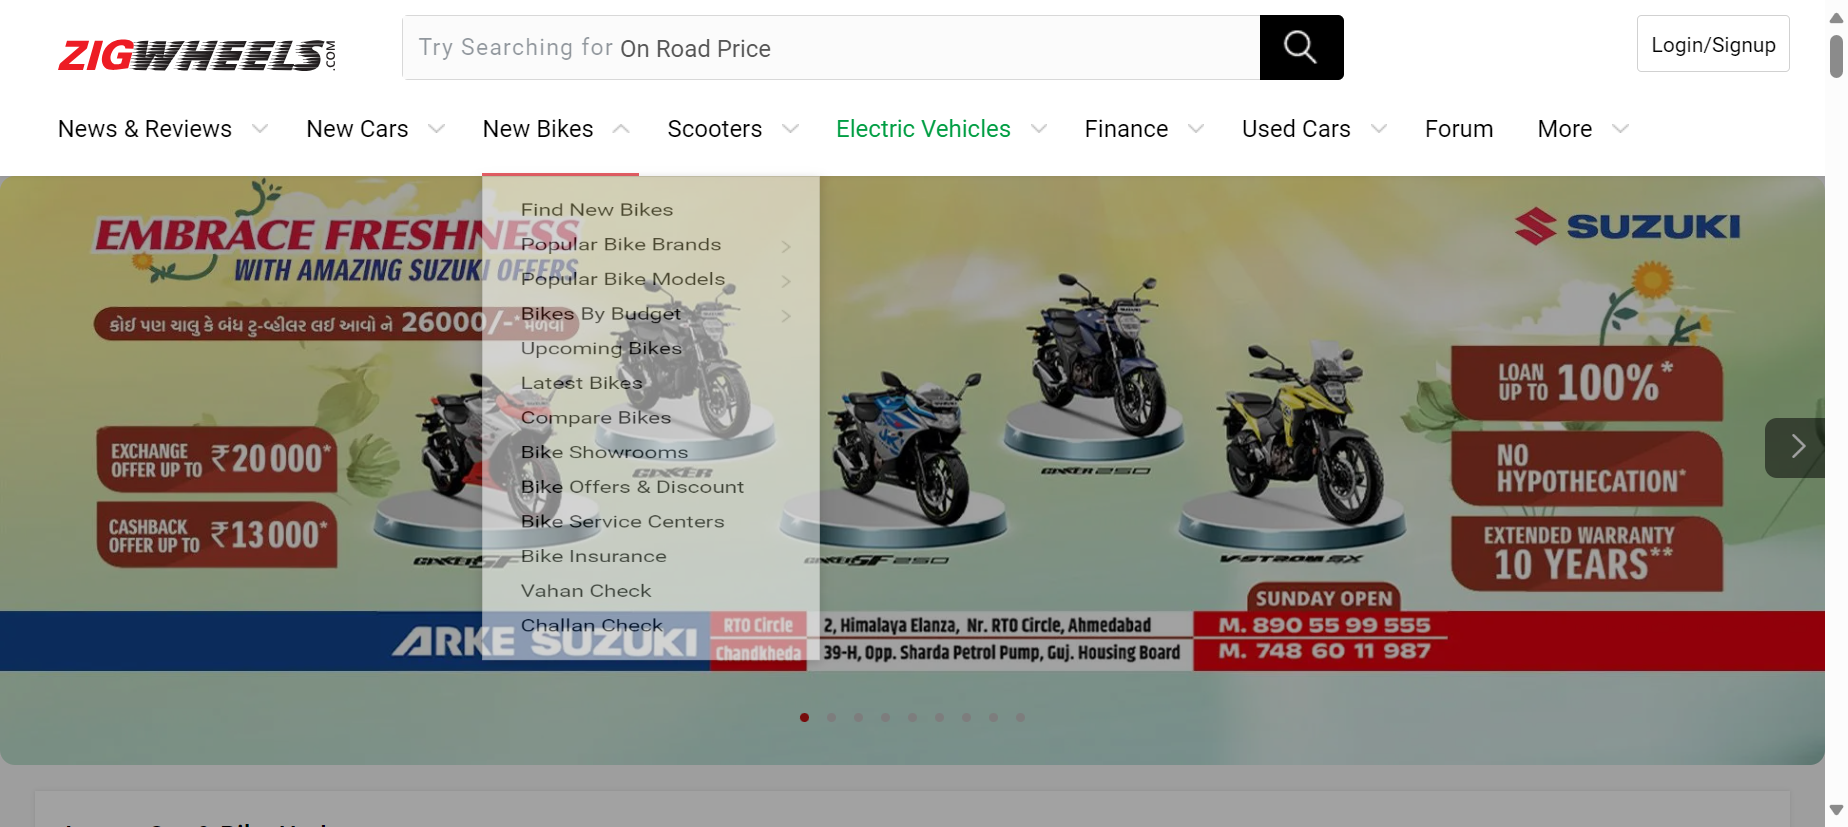 ZIGWHEELS.COM
Try Searching for On Road Price
Login/Signup
News & Reviews
New Cars
New Bikes
Scooters
Electric Vehicles
Finance
Used Cars
Forum
More
EMBRACE FRESHNESS
WITH AMAZING SUZUKI OFFERS
કોઈ પણ ચાલુ કે બંધ ટુ-વ્હીલર લઈ આવો ને 26000/-* મેળવો
EXCHANGE
OFFER UP TO ₹20000*
CASHBACK
OFFER UP TO ₹13000*
Find New Bikes
Popular Bike Brands
Popular Bike Models
Bikes By Budget
Upcoming Bikes
Latest Bikes
Compare Bikes
Bike Showrooms
Bike Offers & Discount
Bike Service Centers
Bike Insurance
Vahan Check
Challan Check
SUZUKI
LOAN
UP TO 100%*
NO
HYPOTHECATION*
EXTENDED WARRANTY
10 YEARS**
GIXXER
GIXXER 250
GIXXER SF
GIXXER SF 250
V-STROM SX
SUNDAY OPEN
ARKE SUZUKI
RTO Circle 2, Himalaya Elanza, Nr. RTO Circle, Ahmedabad
Chandkheda 39-H, Opp. Sharda Petrol Pump, Guj. Housing Board
M. 890 55 99 555
M. 748 60 11 987